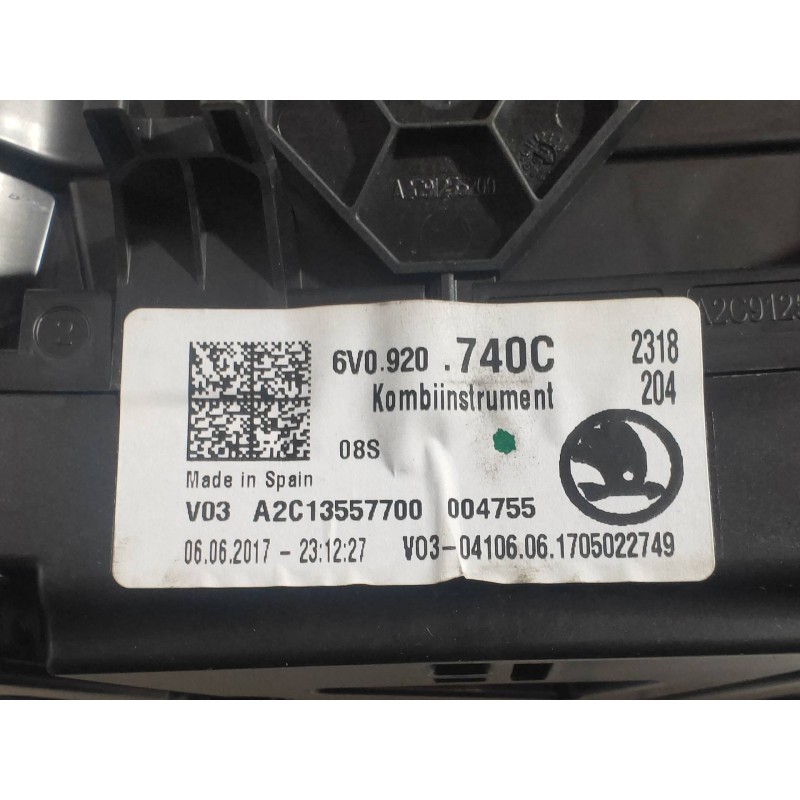 2
6V0.920 .740C 2318
Kombiinstrument 204
08S
Made in Spain
V03 A2C13557700 004755
06.06.2017 - 23:12:27 V03-04106.06.1705022749